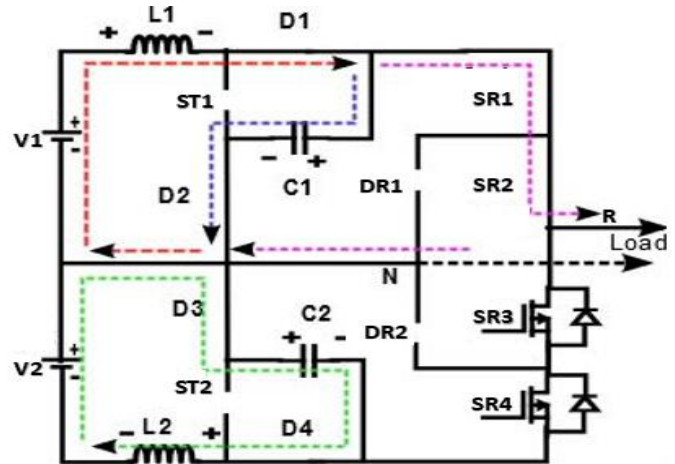 L1
D1
+ -
ST1
SR1
V1
+
-
- +
C1
D2
DR1
SR2
R
Load
N
D3
C2
+ -
DR2
SR3
V2
+
-
ST2
SR4
L2
- +
D4